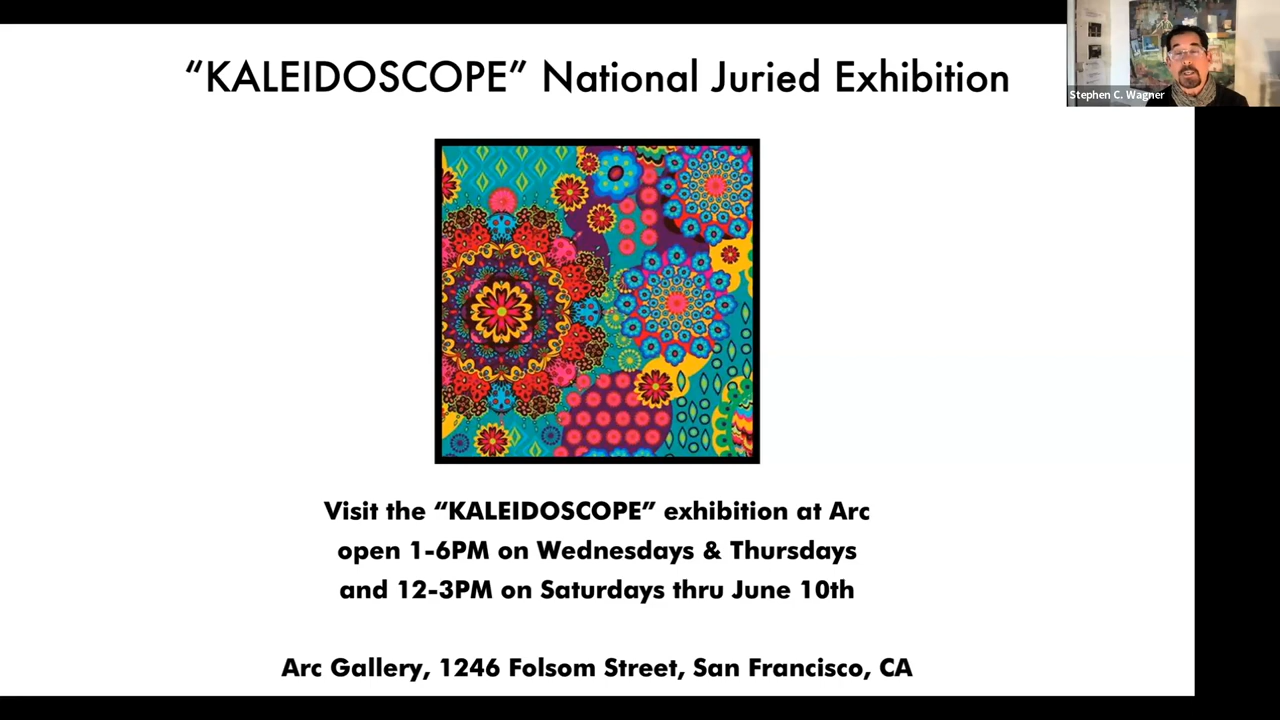 “KALEIDOSCOPE” National Juried Exhibition
Stephen C. Wagner
Visit the “KALEIDOSCOPE” exhibition at Arc
open 1-6PM on Wednesdays & Thursdays
and 12-3PM on Saturdays thru June 10th
Arc Gallery, 1246 Folsom Street, San Francisco, CA